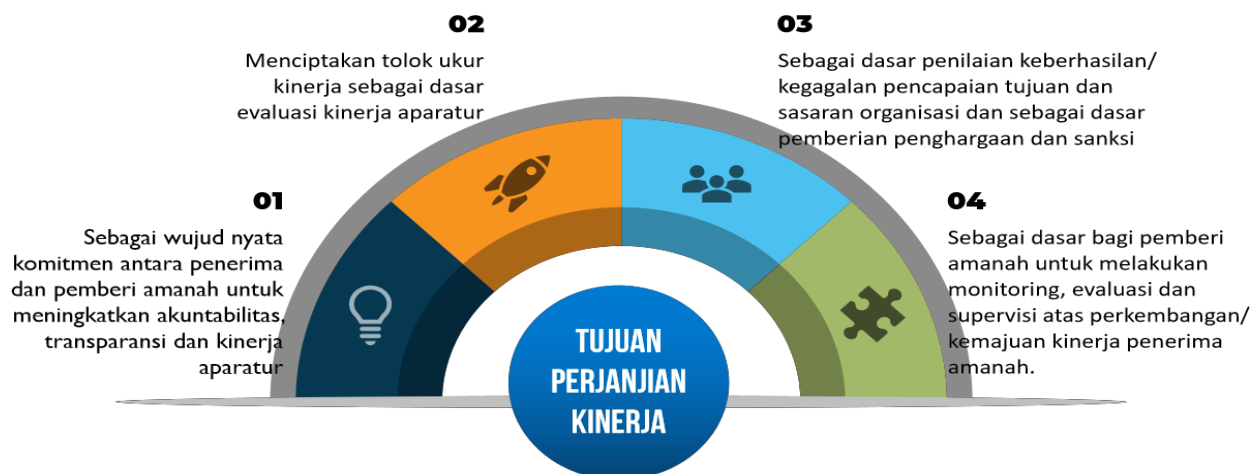 01
Sebagai wujud nyata
komitmen antara penerima
dan pemberi amanah untuk
meningkatkan akuntabilitas,
transparansi dan kinerja
aparatur
02
Menciptakan tolok ukur
kinerja sebagai dasar
evaluasi kinerja aparatur
03
Sebagai dasar penilaian keberhasilan/
kegagalan pencapaian tujuan dan
sasaran organisasi dan sebagai dasar
pemberian penghargaan dan sanksi
04
Sebagai dasar bagi pemberi
amanah untuk melakukan
monitoring, evaluasi dan
supervisi atas perkembangan/
kemajuan kinerja penerima
amanah.
TUJUAN
PERJANJIAN
KINERJA